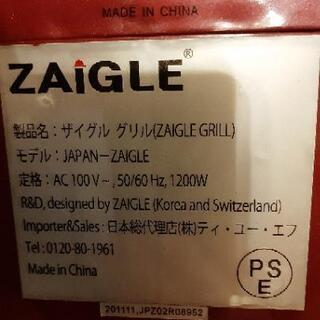 MADE IN CHINA
ZAiGLE®
製品名：ザイグル グリル(ZAIGLE GRILL)
モデル：JAPAN－ZAIGLE
定格：AC 100 V~ , 50/60 Hz, 1200W
R&D, designed by ZAIGLE (Korea and Switzerland)
Importer&Sales : 日本総代理店(株)ティ・ユー・エフ
Tel : 0120-80-1961
Made in China
PS
E
201111,JPZ02R08952